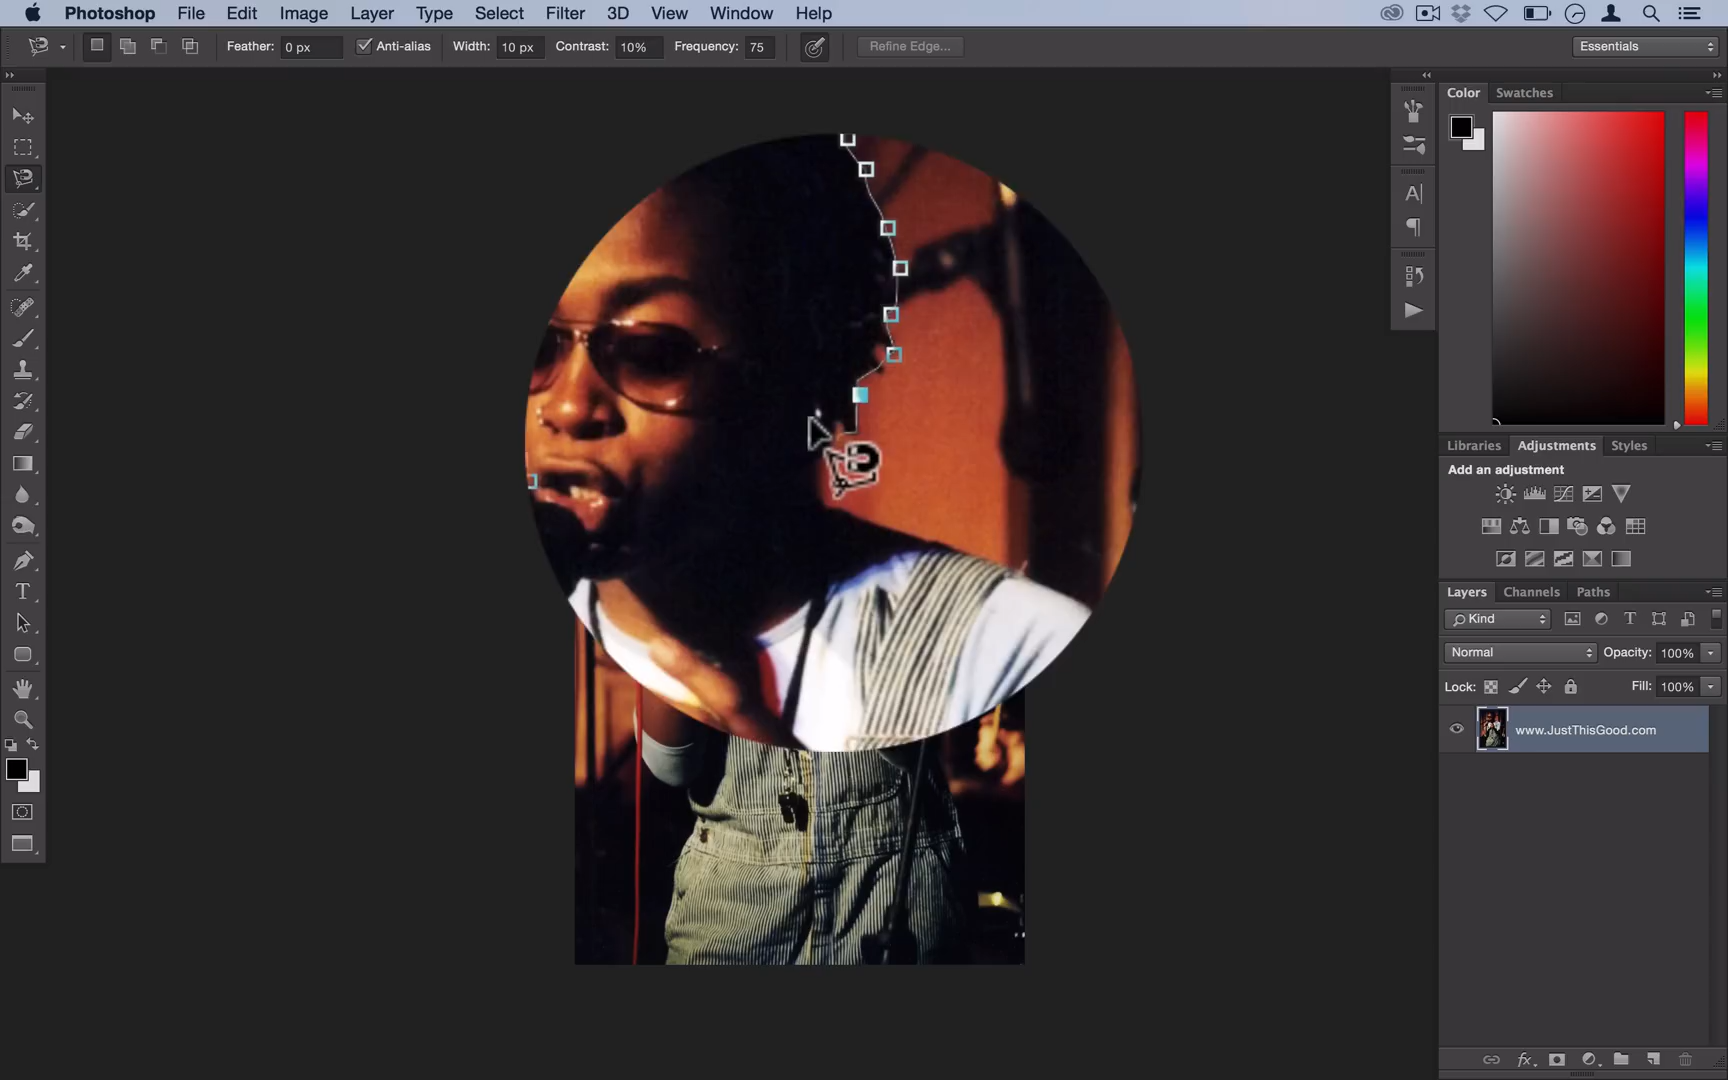 Photoshop File Edit Image Layer Type Select Filter 3D View Window Help
Feather: 0 px Anti-alias Width: 10 px Contrast: 10% Frequency: 75 Refine Edge... Essentials
Color Swatches
Libraries Adjustments Styles
Add an adjustment
Layers Channels Paths
Kind
Normal Opacity: 100%
Lock: Fill: 100%
www.JustThisGood.com